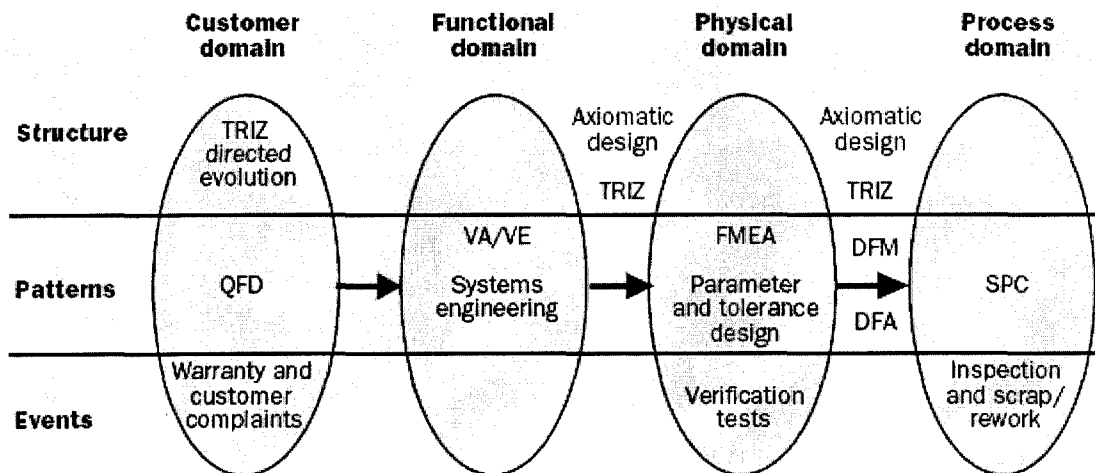 Customer domain
Functional domain
Physical domain
Process domain
Structure
TRIZ
directed
evolution
Axiomatic
design
TRIZ
Axiomatic
design
TRIZ
Patterns
QFD
VA/VE
Systems
engineering
FMEA
Parameter
and tolerance
design
DFM
DFA
SPC
Events
Warranty and
customer
complaints
Verification
tests
Inspection
and scrap/
rework